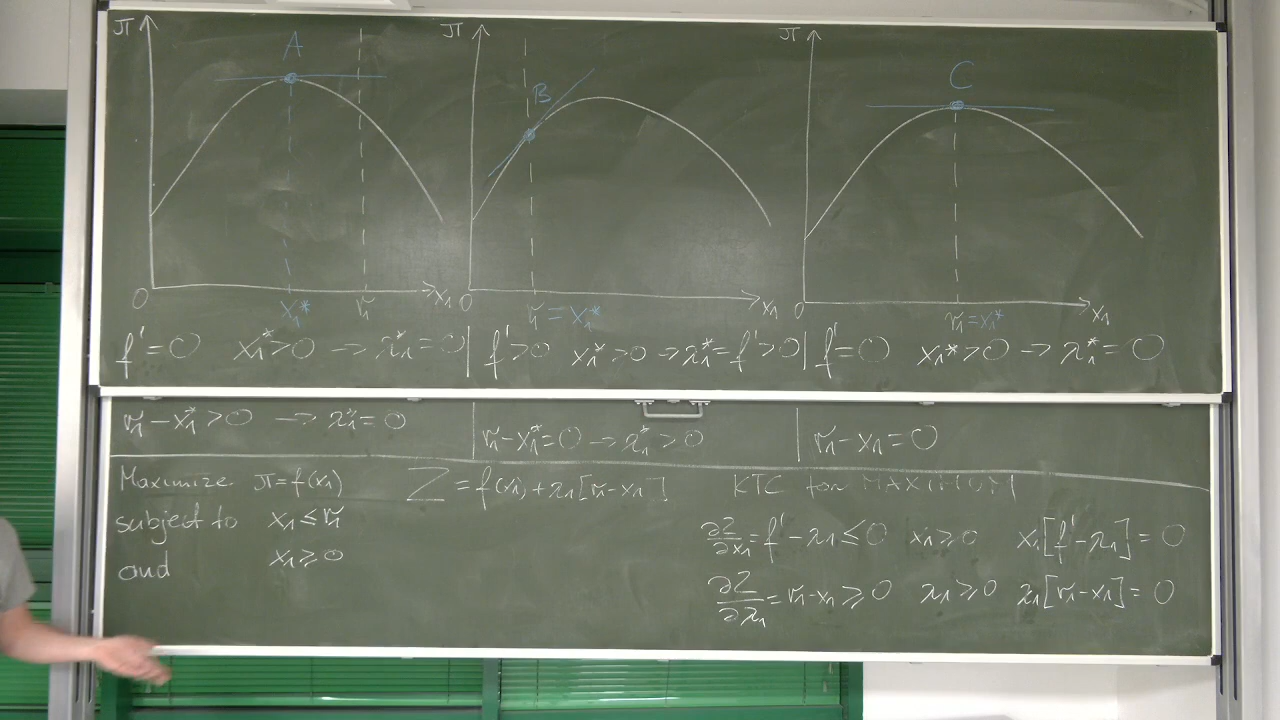 π A
0 x₁* r₁ x₁
f'=0 x₁*>0 → λ₁*=0
r₁-x₁*>0 → λ₁*=0
π B
0 r₁=x₁* x₁
f'>0 x₁*>0 → λ₁*=f'>0
r₁-x₁*=0 → λ₁*>0
π C
0 r₁=x₁* x₁
f'=0 x₁*>0 → λ₁*=0
r₁-x₁=0
Maximize π=f(x₁)
subject to x₁≤r₁
and x₁≥0
Z=f(x₁)+λ₁[r₁-x₁]
KTC for MAXIMUM
∂Z/∂x₁=f'-λ₁≤0 x₁≥0 x₁[f'-λ₁]=0
∂Z/∂λ₁=r₁-x₁≥0 λ₁≥0 λ₁[r₁-x₁]=0